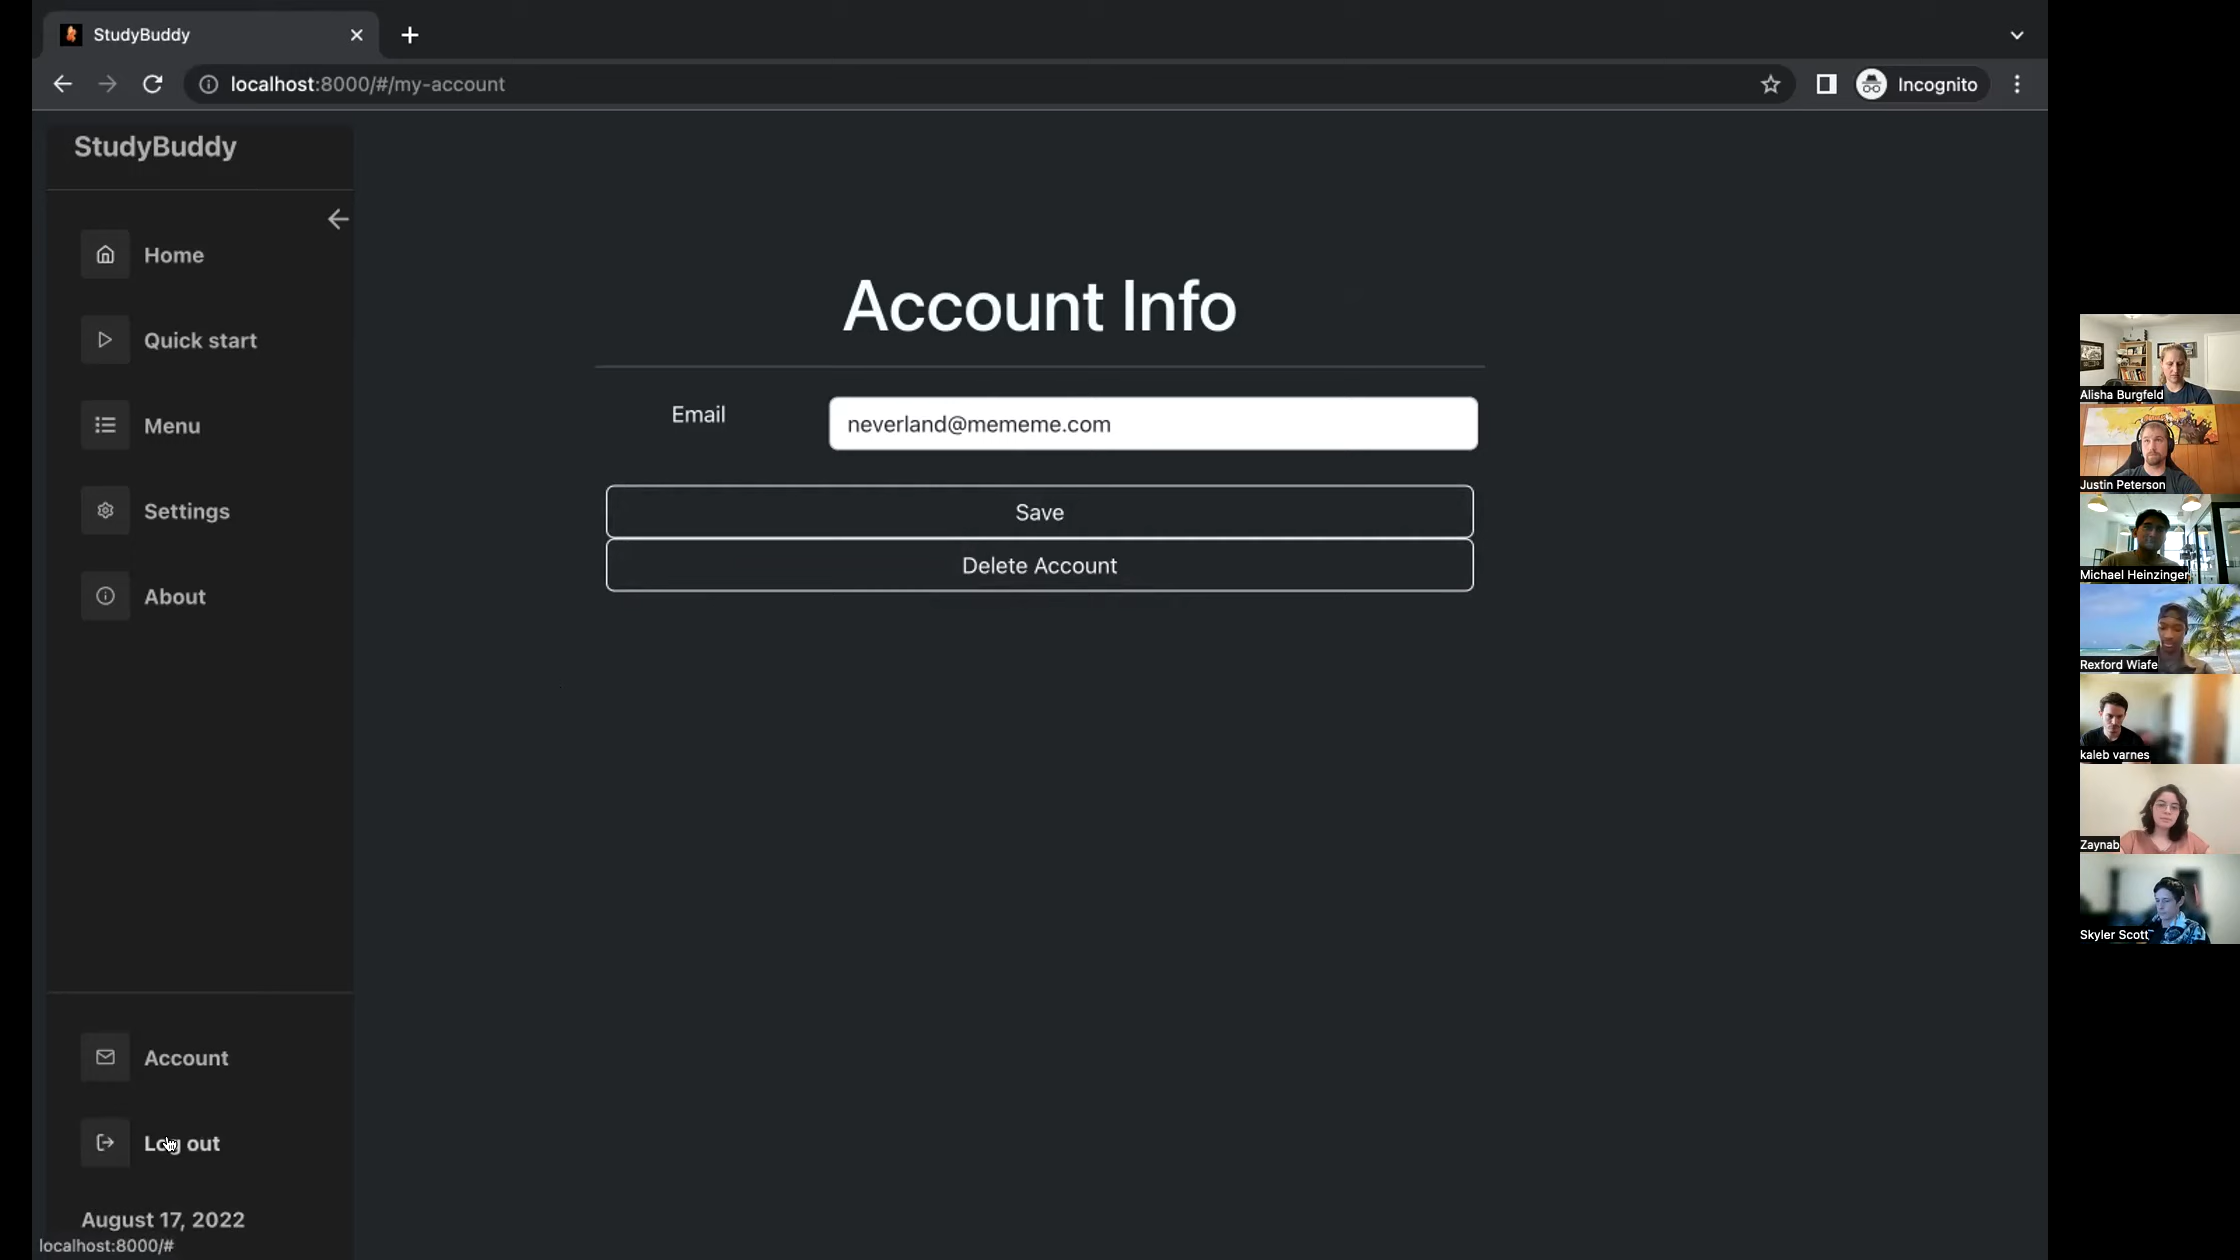 StudyBuddy
localhost:8000/#/my-account
Incognito
StudyBuddy
Home
Quick start
Menu
Settings
About
Account Info
Email
neverland@mememe.com
Save
Delete Account
Account
Log out
August 17, 2022
localhost:8000/#
Alisha Burgfeld
Justin Peterson
Michael Heinzinger
Rexford Wiafe
kaleb varnes
Zaynab
Skyler Scott